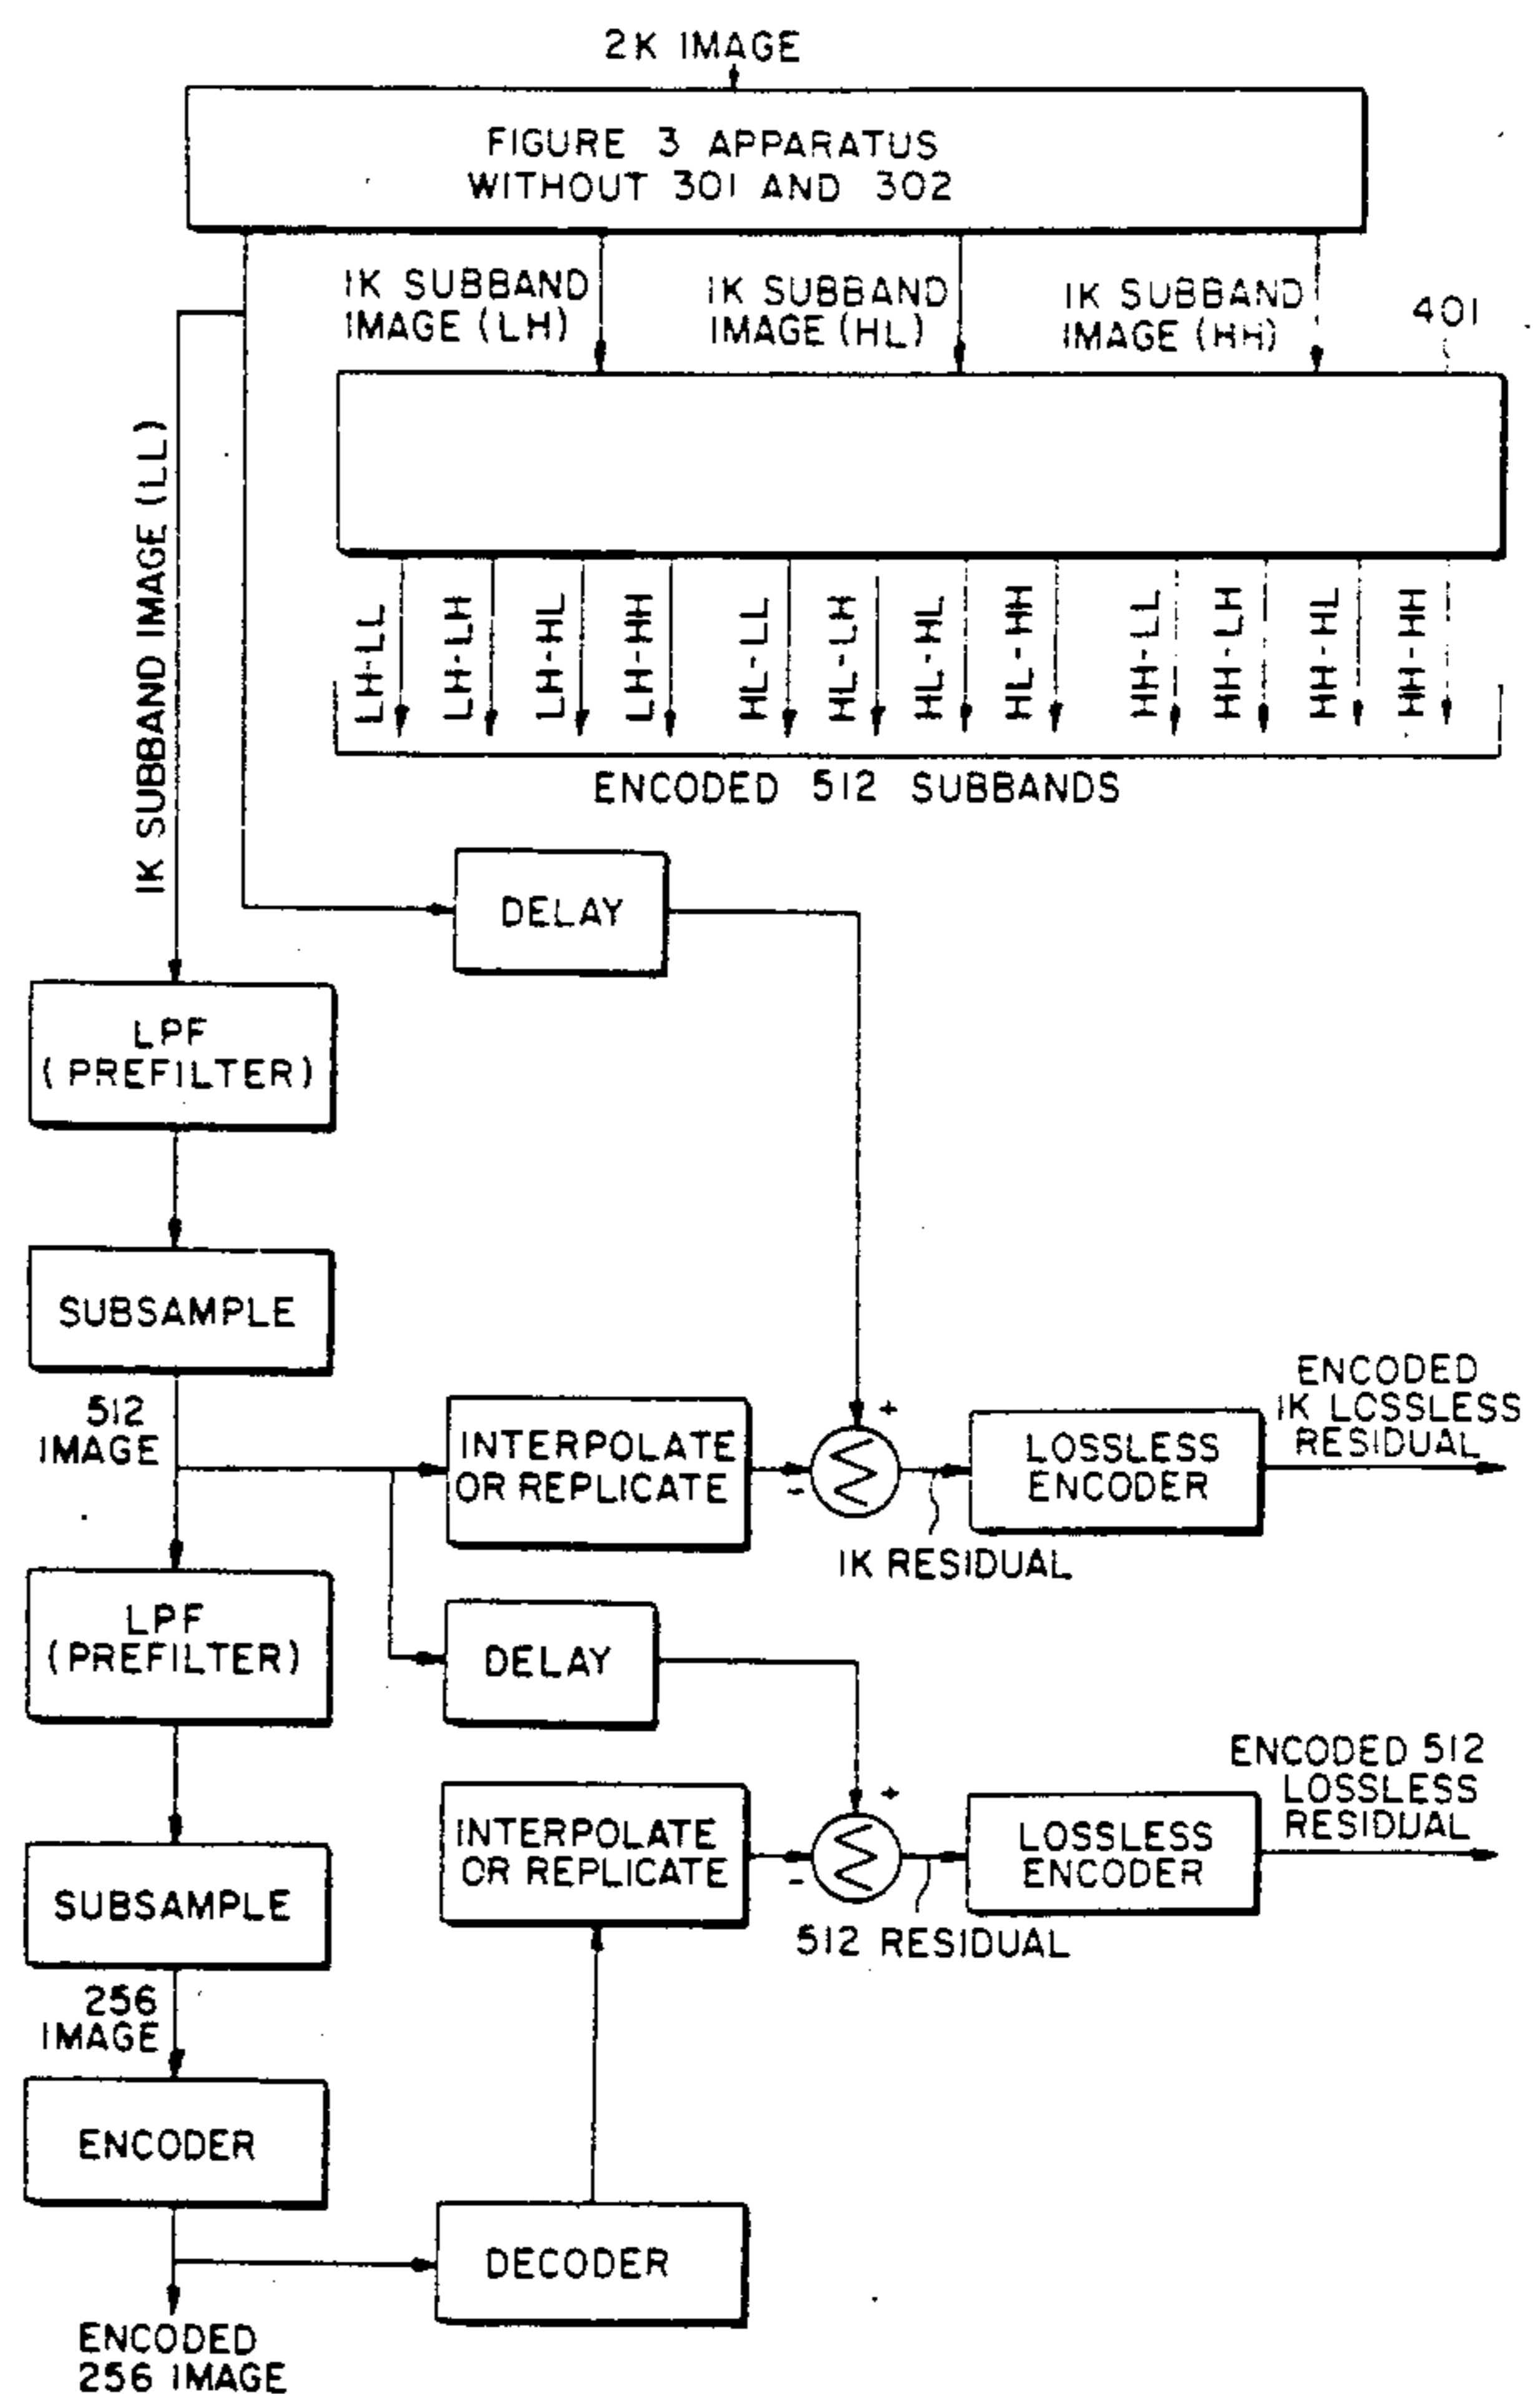 2K IMAGE
FIGURE 3 APPARATUS
WITHOUT 301 AND 302
1K SUBBAND
IMAGE (LH)
1K SUBBAND
IMAGE (HL)
1K SUBBAND
IMAGE (HH)
401
1K SUBBAND IMAGE (LL)
LH-LL
LH-LH
LH-HL
LH-HH
HL-LL
HL-LH
HL-HL
HL-HH
HH-LL
HH-LH
HH-HL
HH-HH
ENCODED 512 SUBBANDS
DELAY
LPF
(PREFILTER)
SUBSAMPLE
512
IMAGE
INTERPOLATE
OR REPLICATE
+
-
Σ
1K RESIDUAL
LOSSLESS
ENCODER
ENCODED
1K LOSSLESS
RESIDUAL
LPF
(PREFILTER)
DELAY
SUBSAMPLE
INTERPOLATE
OR REPLICATE
+
-
Σ
512 RESIDUAL
LOSSLESS
ENCODER
ENCODED 512
LOSSLESS
RESIDUAL
256
IMAGE
ENCODER
DECODER
ENCODED
256 IMAGE